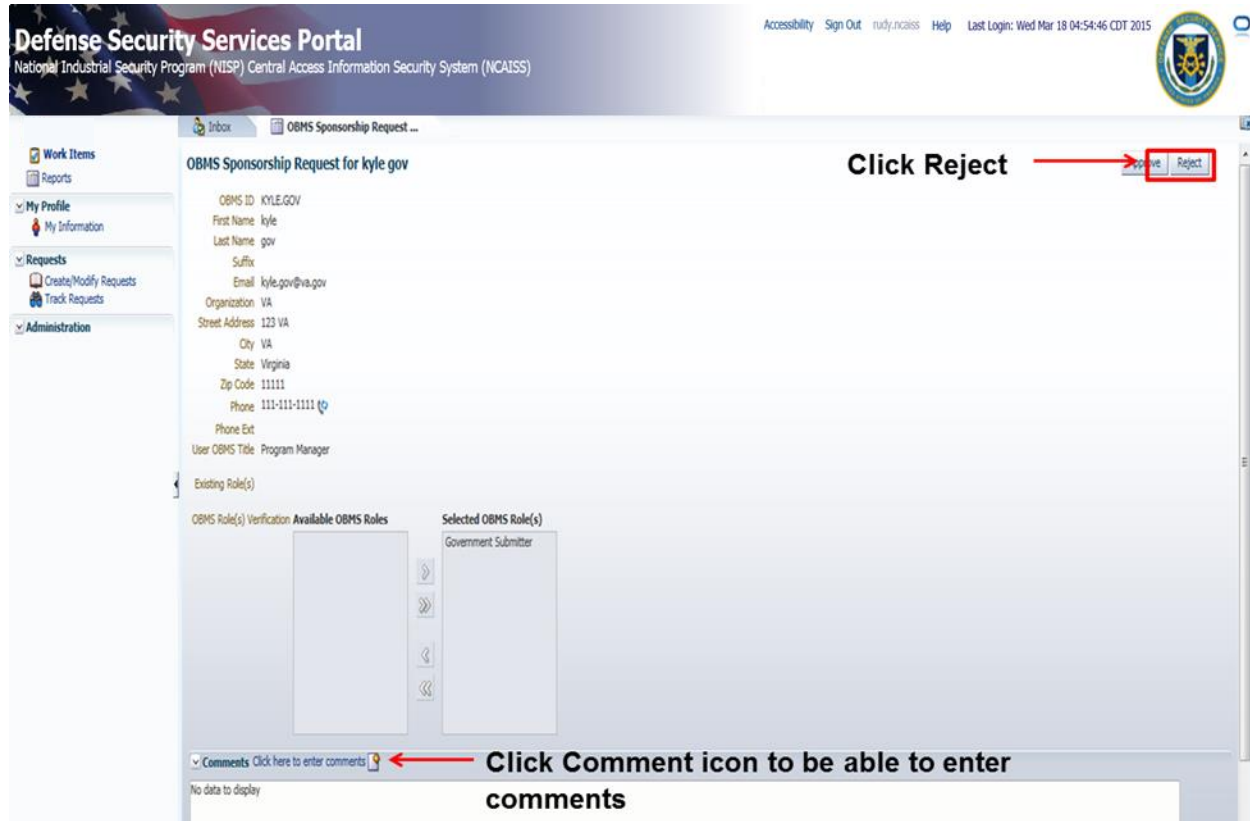 Defense Security Services Portal
National Industrial Security Program (NISP) Central Access Information Security System (NCAISS)
Accessibility Sign Out rudy.ncaiss Help Last Login: Wed Mar 18 04:54:46 CDT 2015
Inbox OBMS Sponsorship Request ...
Work Items
Reports
My Profile
My Information
Requests
Create/Modify Requests
Track Requests
Administration
OBMS Sponsorship Request for kyle gov
Click Reject
Approve Reject
OBMS ID KYLE.GOV
First Name kyle
Last Name gov
Suffix
Email kyle.gov@va.gov
Organization VA
Street Address 123 VA
City VA
State Virginia
Zip Code 11111
Phone 111-111-1111
Phone Ext
User OBMS Title Program Manager
Existing Role(s)
OBMS Role(s) Verification Available OBMS Roles Selected OBMS Role(s)
Government Submitter
Comments Click here to enter comments
Click Comment icon to be able to enter
comments
No data to display